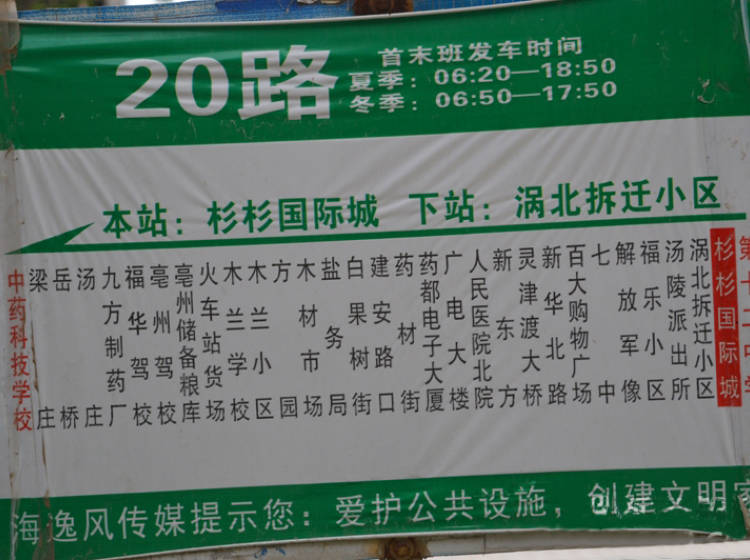 20路
首末班发车时间
夏季：06:20—18:50
冬季：06:50—17:50
本站：杉杉国际城 下站：涡北拆迁小区
中药科技学校
梁庄
岳桥
汤庄
九方制药厂
福华驾校
亳州驾校
亳州储备粮库
火车站货场
木兰学校
木兰小区
方园
木材市场
盐务局
白果树街
建安路口
药材街
药都电子大厦
广电大楼
人民医院北院
新东方
灵津渡大桥
新华北路
百大购物广场
七中
解放军像
福乐小区
汤陵派出所
涡北拆迁小区
杉杉国际城
第十二中学
海逸风传媒提示您：爱护公共设施，创建文明